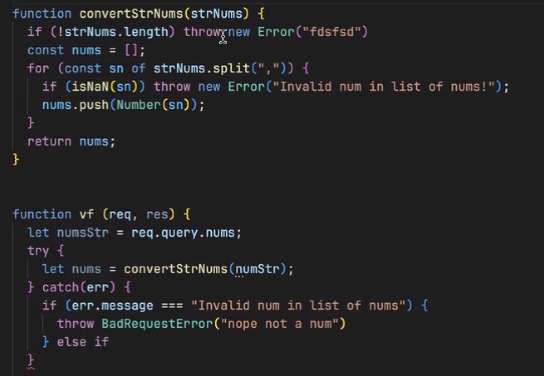 function convertStrNums(strNums) {
if (!strNums.length) throw new Error("fdsfsd")
const nums = [];
for (const sn of strNums.split(",")) {
if (isNaN(sn)) throw new Error("Invalid num in list of nums!");
nums.push(Number(sn));
}
return nums;
}
function vf (req, res) {
let numsStr = req.query.nums;
try {
let nums = convertStrNums(numStr);
} catch(err) {
if (err.message === "Invalid num in list of nums") {
throw BadRequestError("nope not a num")
} else if
}